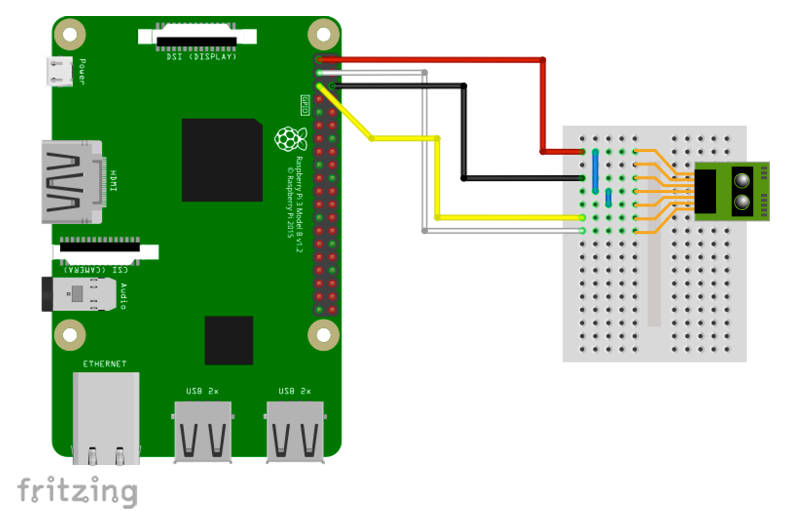 DSI (DISPLAY)
Power
GPIO
HDMI
Raspberry Pi 3 Model B v1.2
© Raspberry Pi 2015
CSI (CAMERA)
Audio
ETHERNET
USB 2x
USB 2x
fritzing